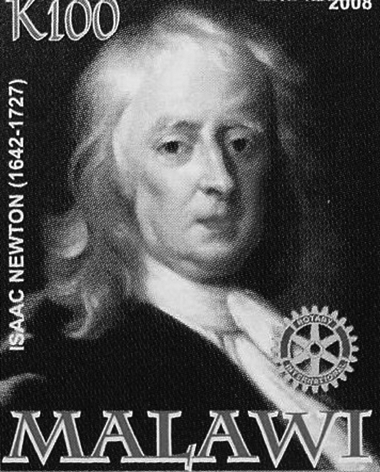 K100
2008
ISAAC NEWTON (1642-1727)
ROTARY
INTERNATIONAL
MALAWI